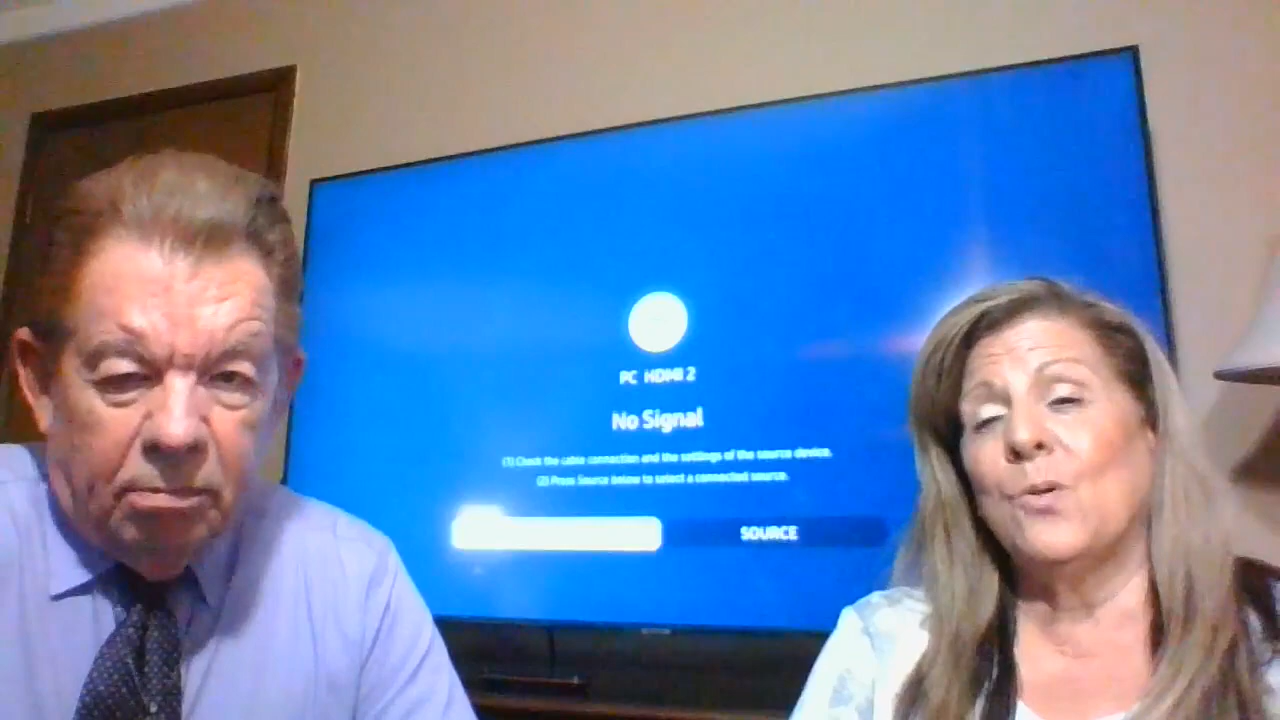 PC HDMI 2
No Signal
(1) Check the cable connection and the settings of the source device.
(2) Press Source below to select a connected source.
SOURCE